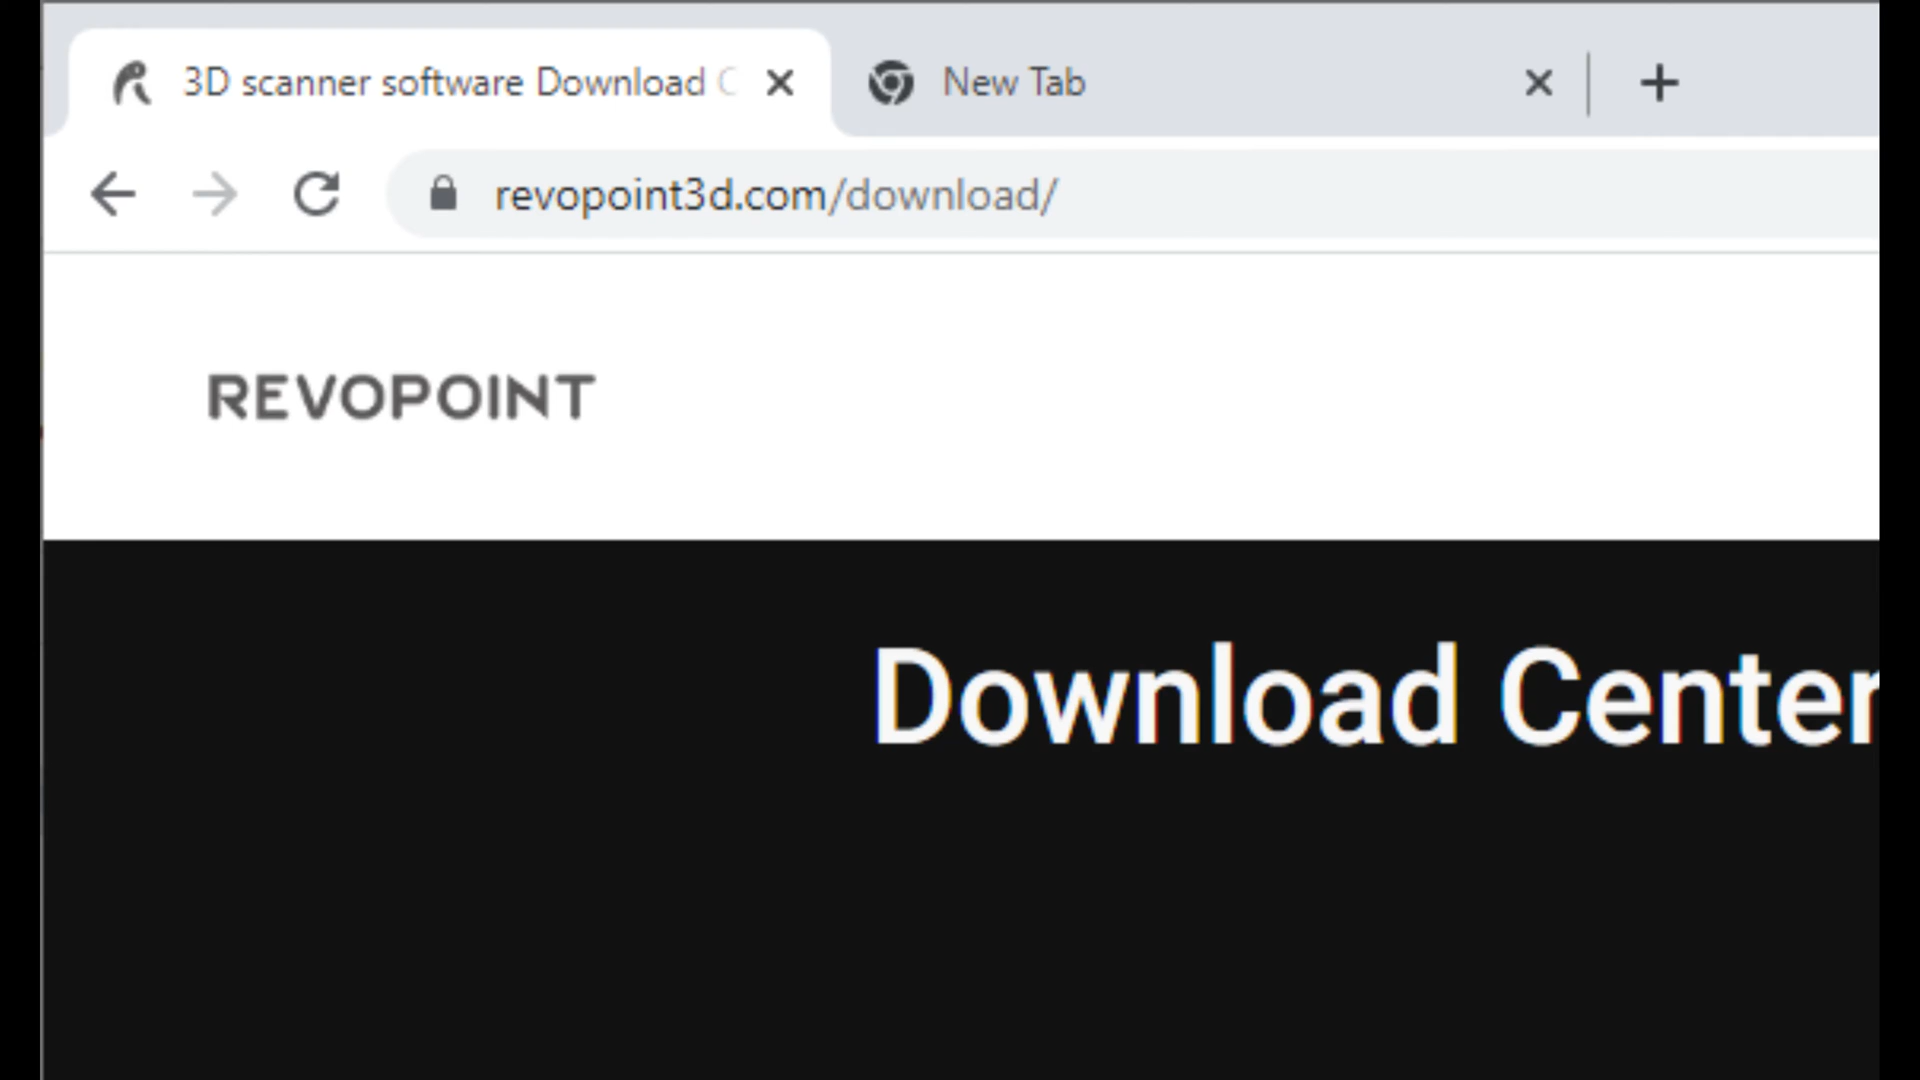 3D scanner software Download C
New Tab
revopoint3d.com/download/
REVOPOINT
Download Center